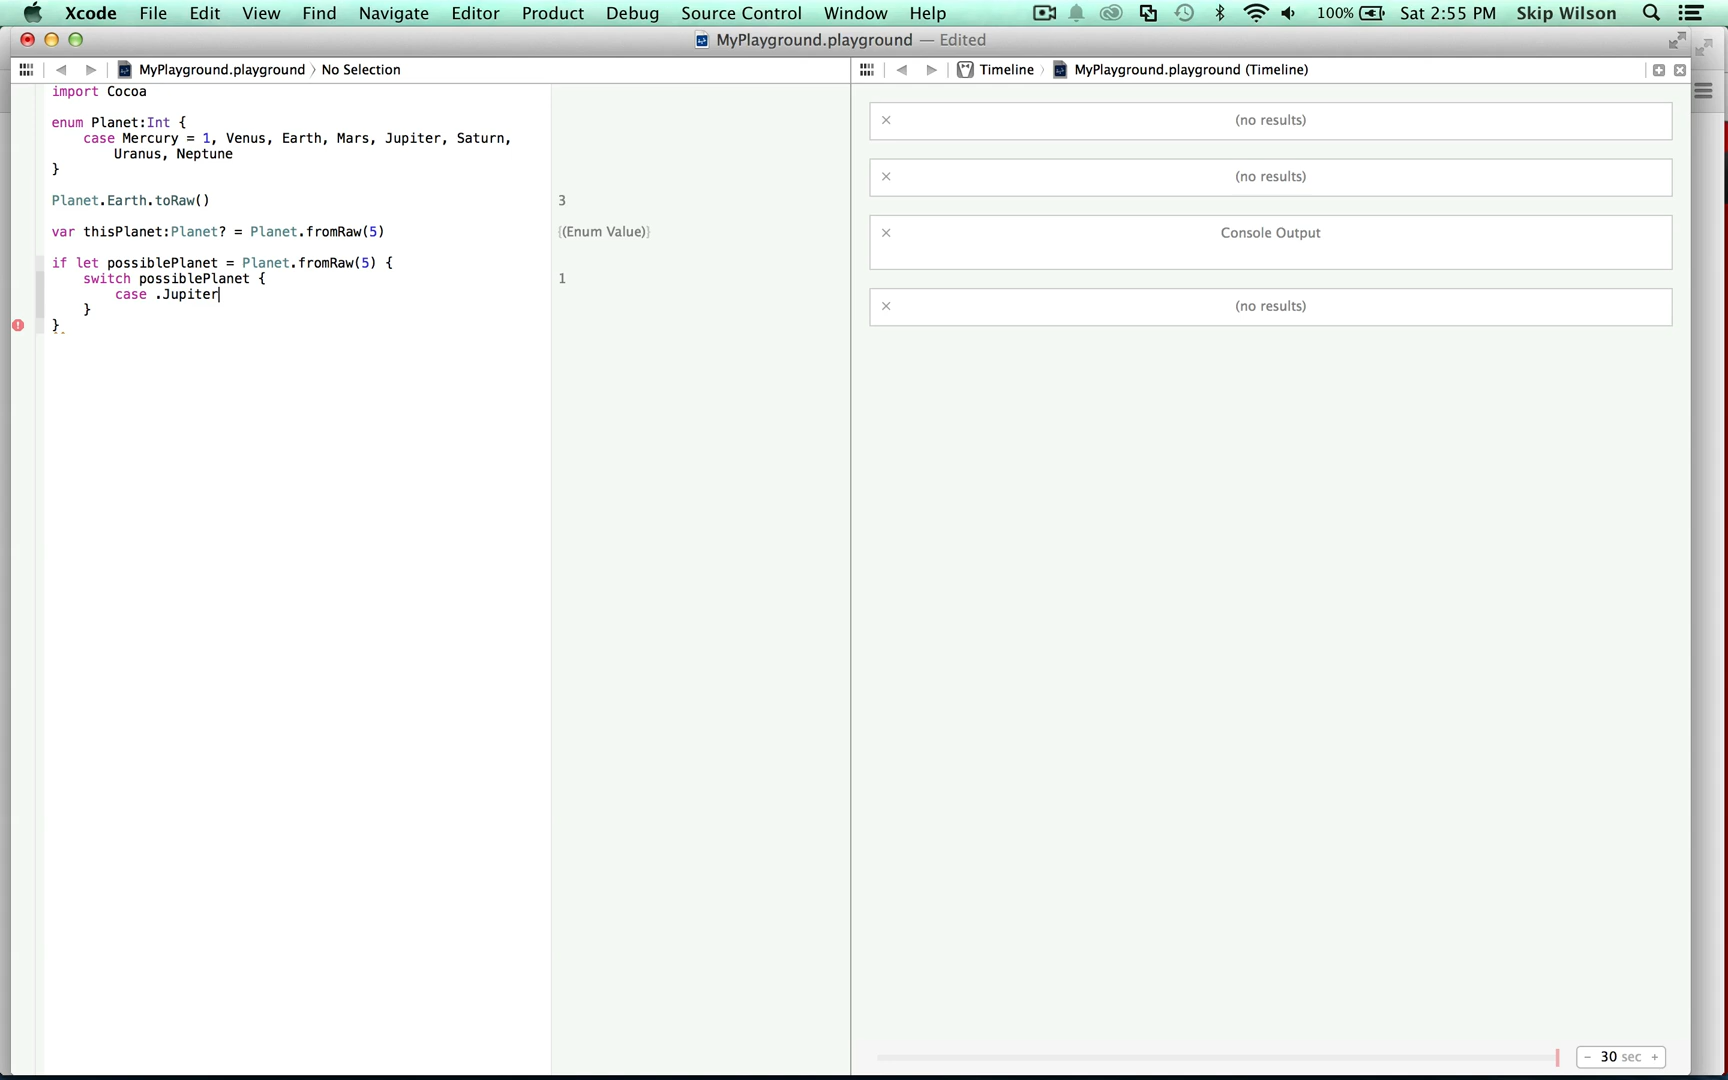 Xcode File Edit View Find Navigate Editor Product Debug Source Control Window Help 100% Sat 2:55 PM Skip Wilson
MyPlayground.playground — Edited
MyPlayground.playground 〉 No Selection
Timeline 〉 MyPlayground.playground (Timeline)
import Cocoa
enum Planet:Int {
case Mercury = 1, Venus, Earth, Mars, Jupiter, Saturn,
Uranus, Neptune
}
Planet.Earth.toRaw()
3
var thisPlanet:Planet? = Planet.fromRaw(5)
{(Enum Value)}
if let possiblePlanet = Planet.fromRaw(5) {
switch possiblePlanet {
1
case .Jupiter
}
}
(no results)
(no results)
Console Output
(no results)
− 30 sec +